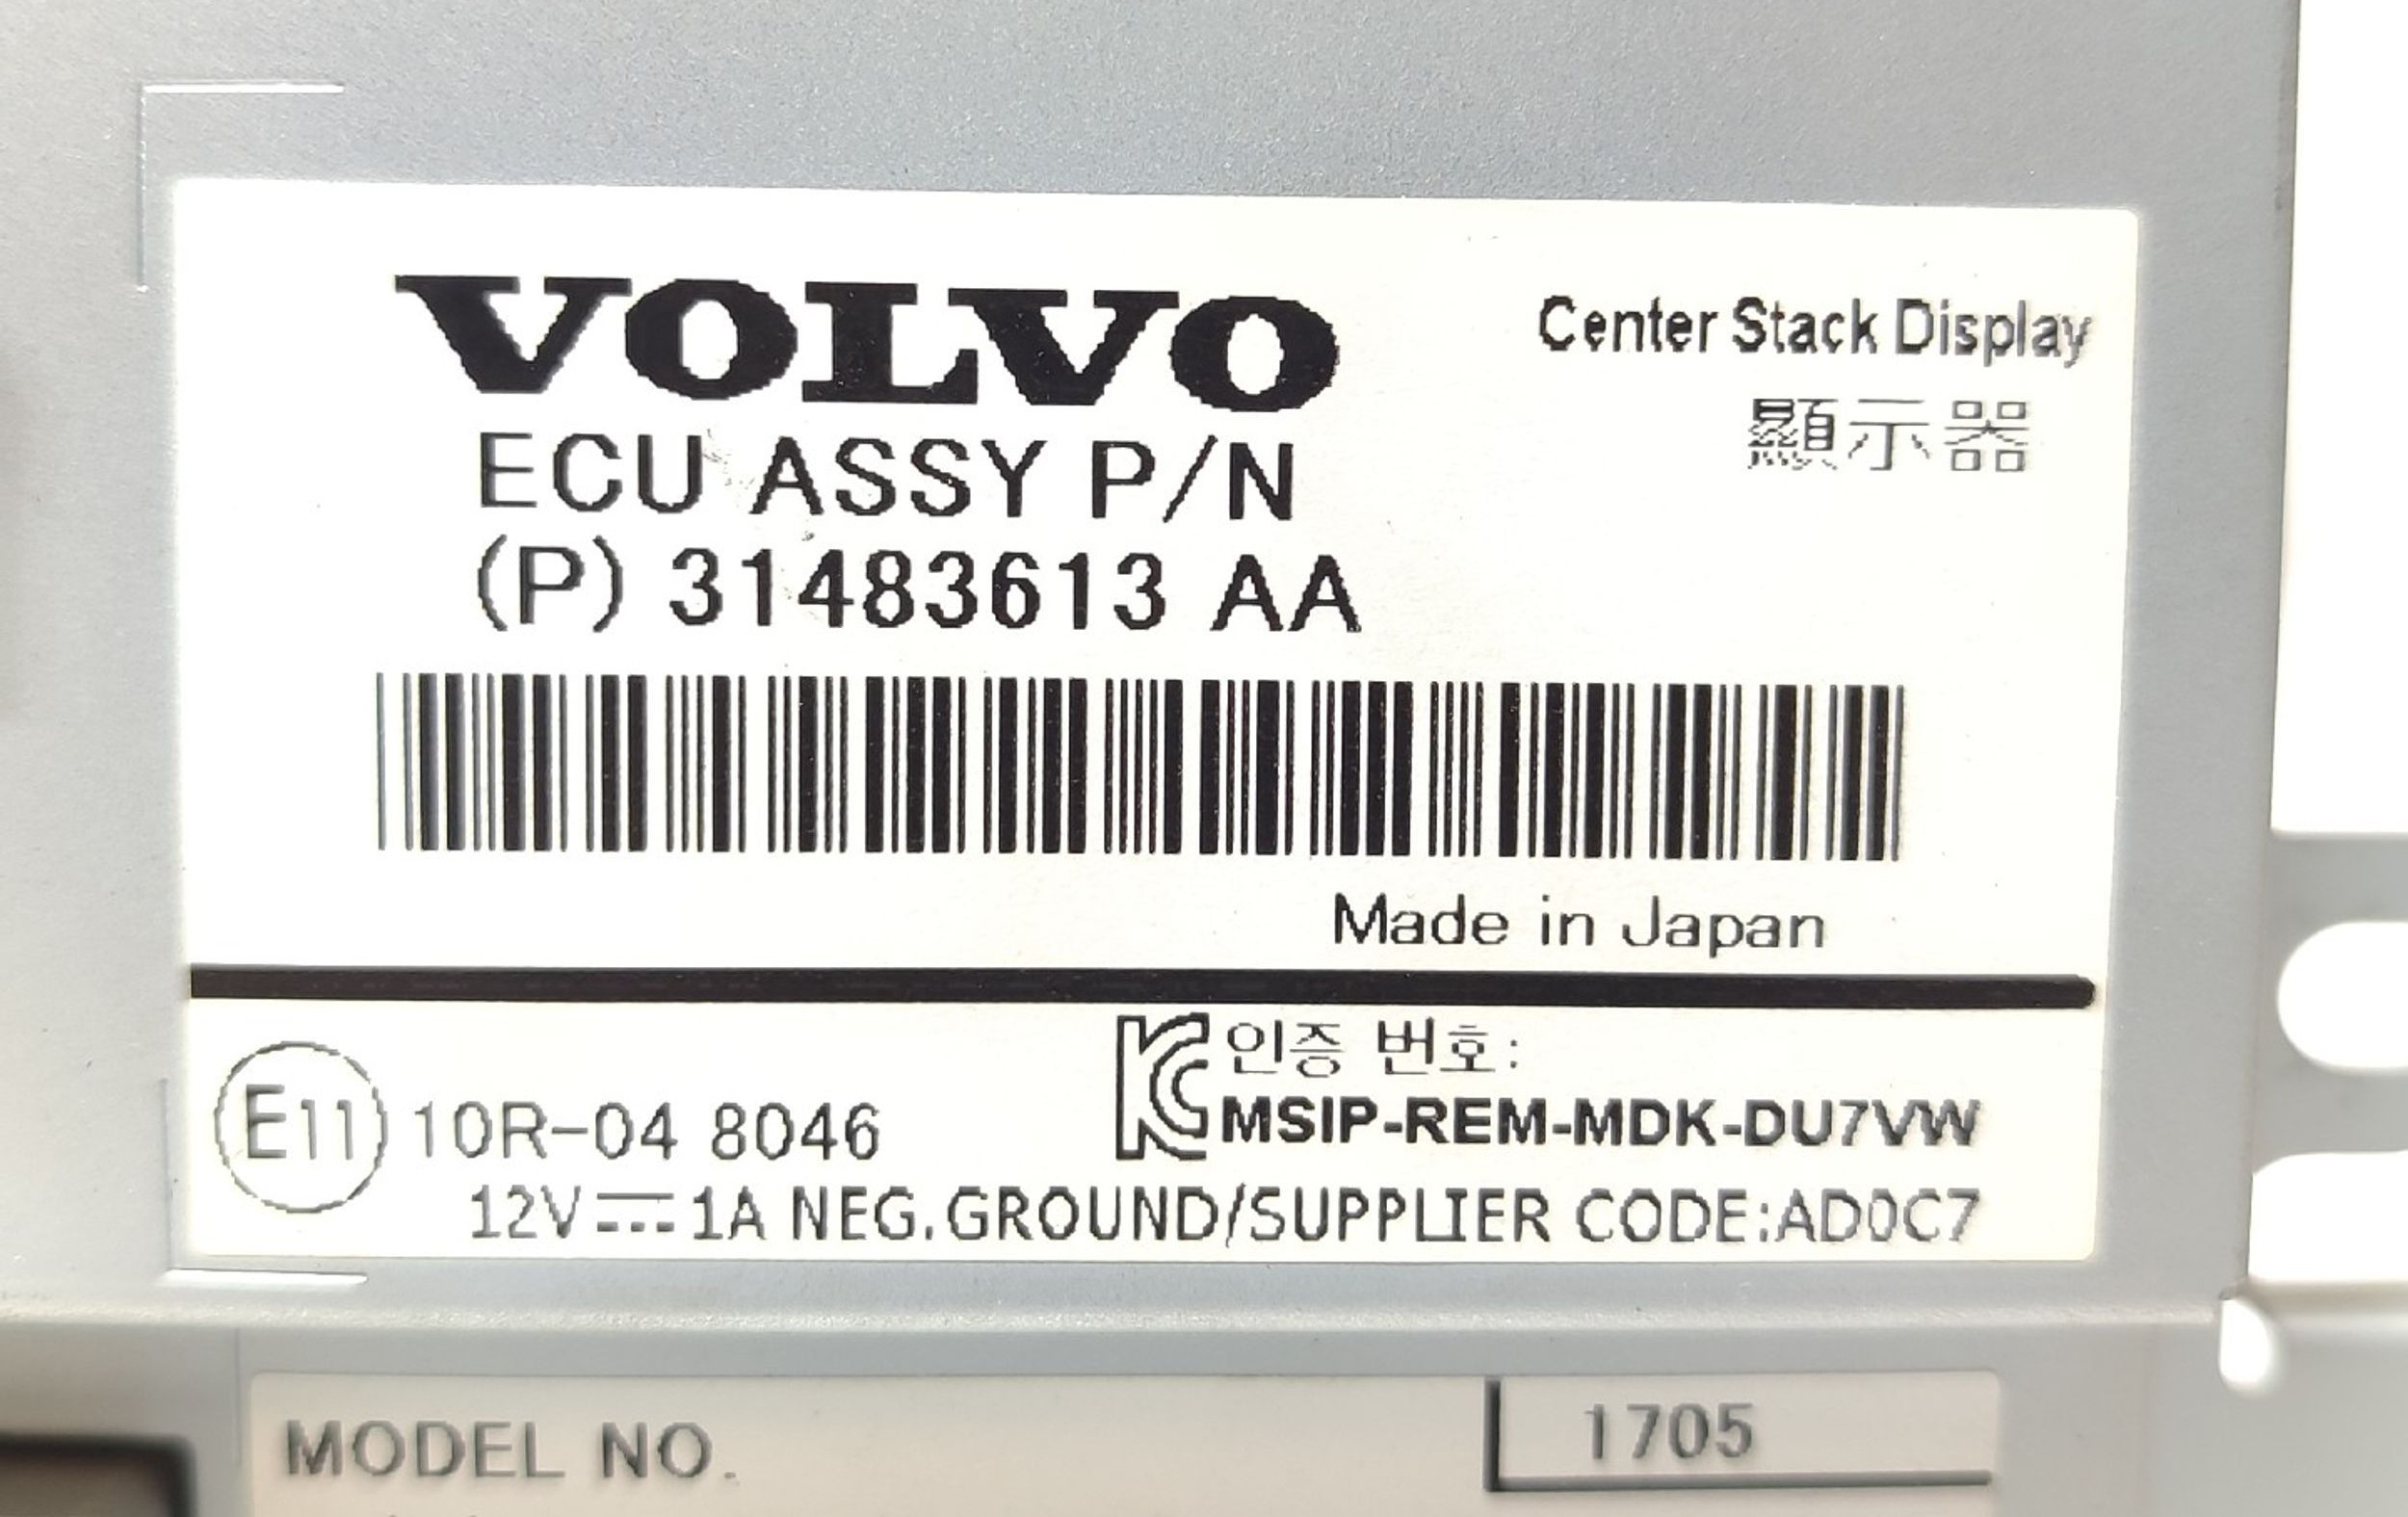 VOLVO
Center Stack Display
顯示器
ECU ASSY P/N
(P) 31483613 AA
Made in Japan
E11 10R-04 8046
인증 번호:
MSIP-REM-MDK-DU7VW
12V⎓1A NEG.GROUND/SUPPLIER CODE:AD0C7
MODEL NO.
1705